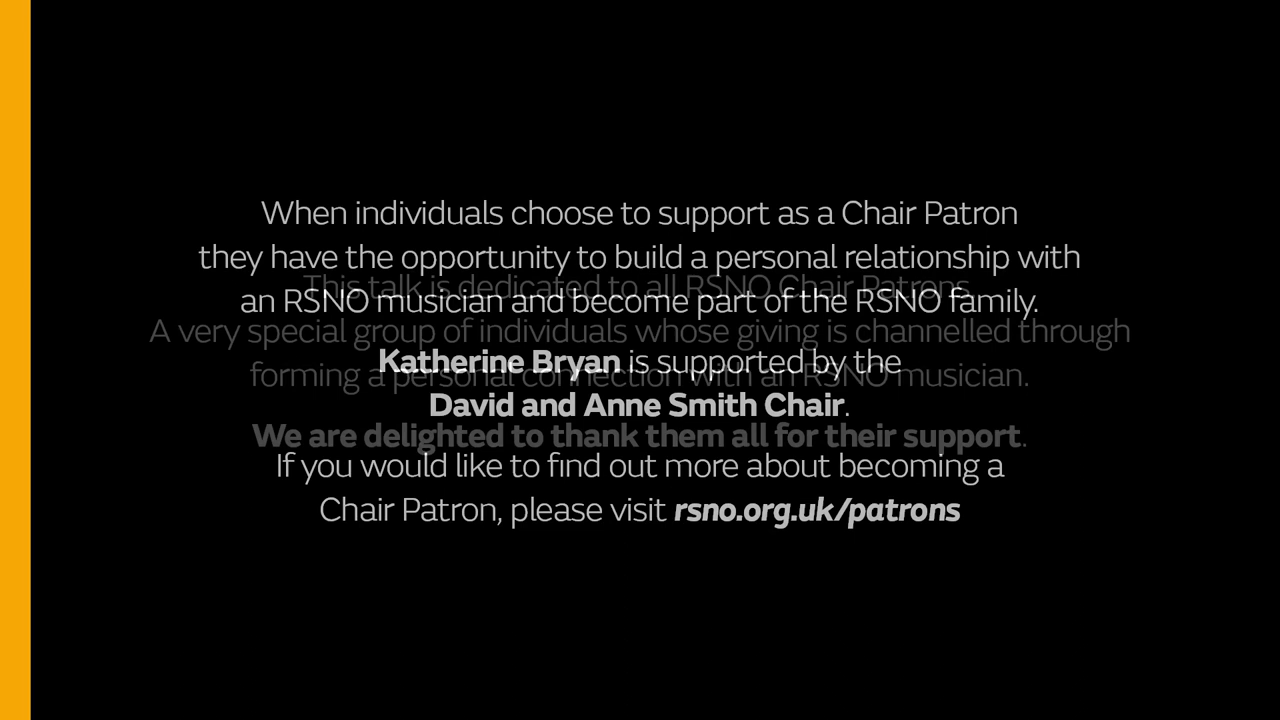 When individuals choose to support as a Chair Patron
they have the opportunity to build a personal relationship with
This talk is dedicated to all RSNO Chair Patrons.
an RSNO musician and become part of the RSNO family.
A very special group of individuals whose giving is channelled through
Katherine Bryan is supported by the
forming a personal connection with an RSNO musician.
David and Anne Smith Chair.
We are delighted to thank them all for their support.
If you would like to find out more about becoming a
Chair Patron, please visit rsno.org.uk/patrons